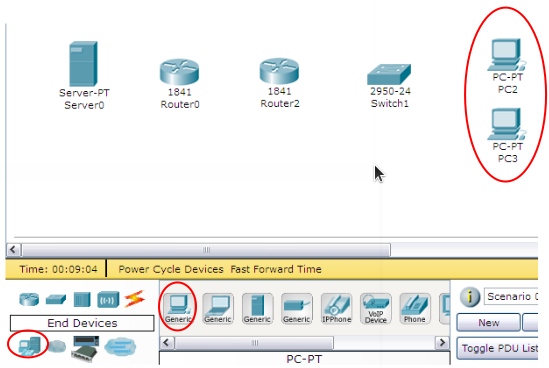 PC-PT
PC2
Server-PT
Server0
1841
Router0
1841
Router2
2950-24
Switch1
PC-PT
PC3
Time: 00:09:04
Power Cycle Devices Fast Forward Time
End Devices
Generic
Generic
Generic
Generic
IPPhone
VoIP
Device
Phone
PC-PT
Scenario
New
Toggle PDU List